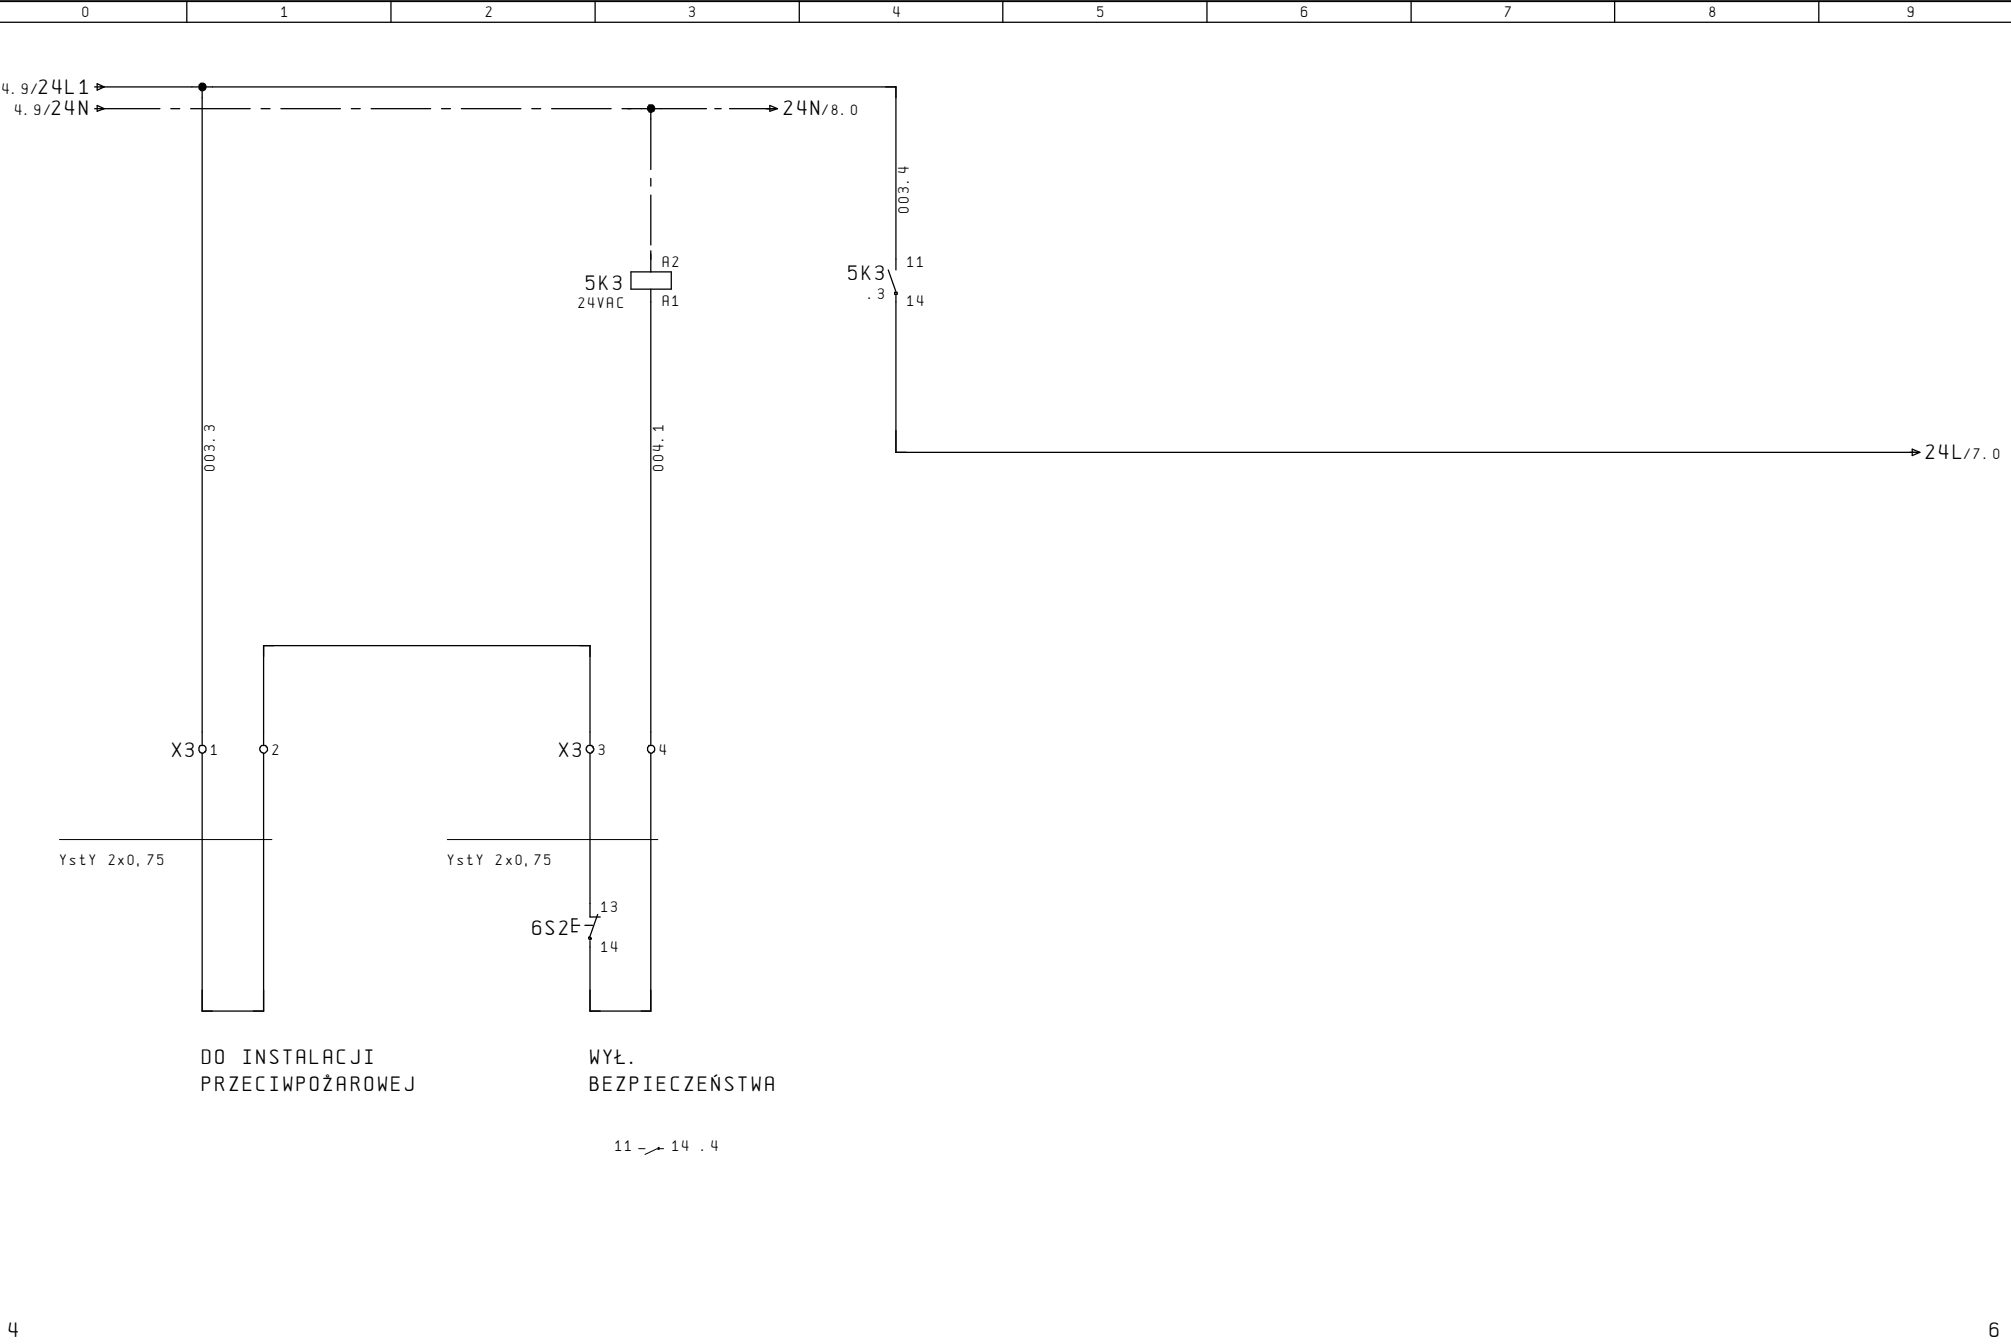 0 1 2 3 4 5 6 7 8 9
4.9/24L1
4.9/24N
24N/8.0
003.4
5K3
24VAC
A2
A1
5K3
.3
11
14
003.3
004.1
24L/7.0
X3 1 2
X3 3 4
YstY 2x0,75
YstY 2x0,75
6S2
13
14
DO INSTALACJI
PRZECIWPOŻAROWEJ
WYŁ.
BEZPIECZEŃSTWA
11 14 .4
4
6